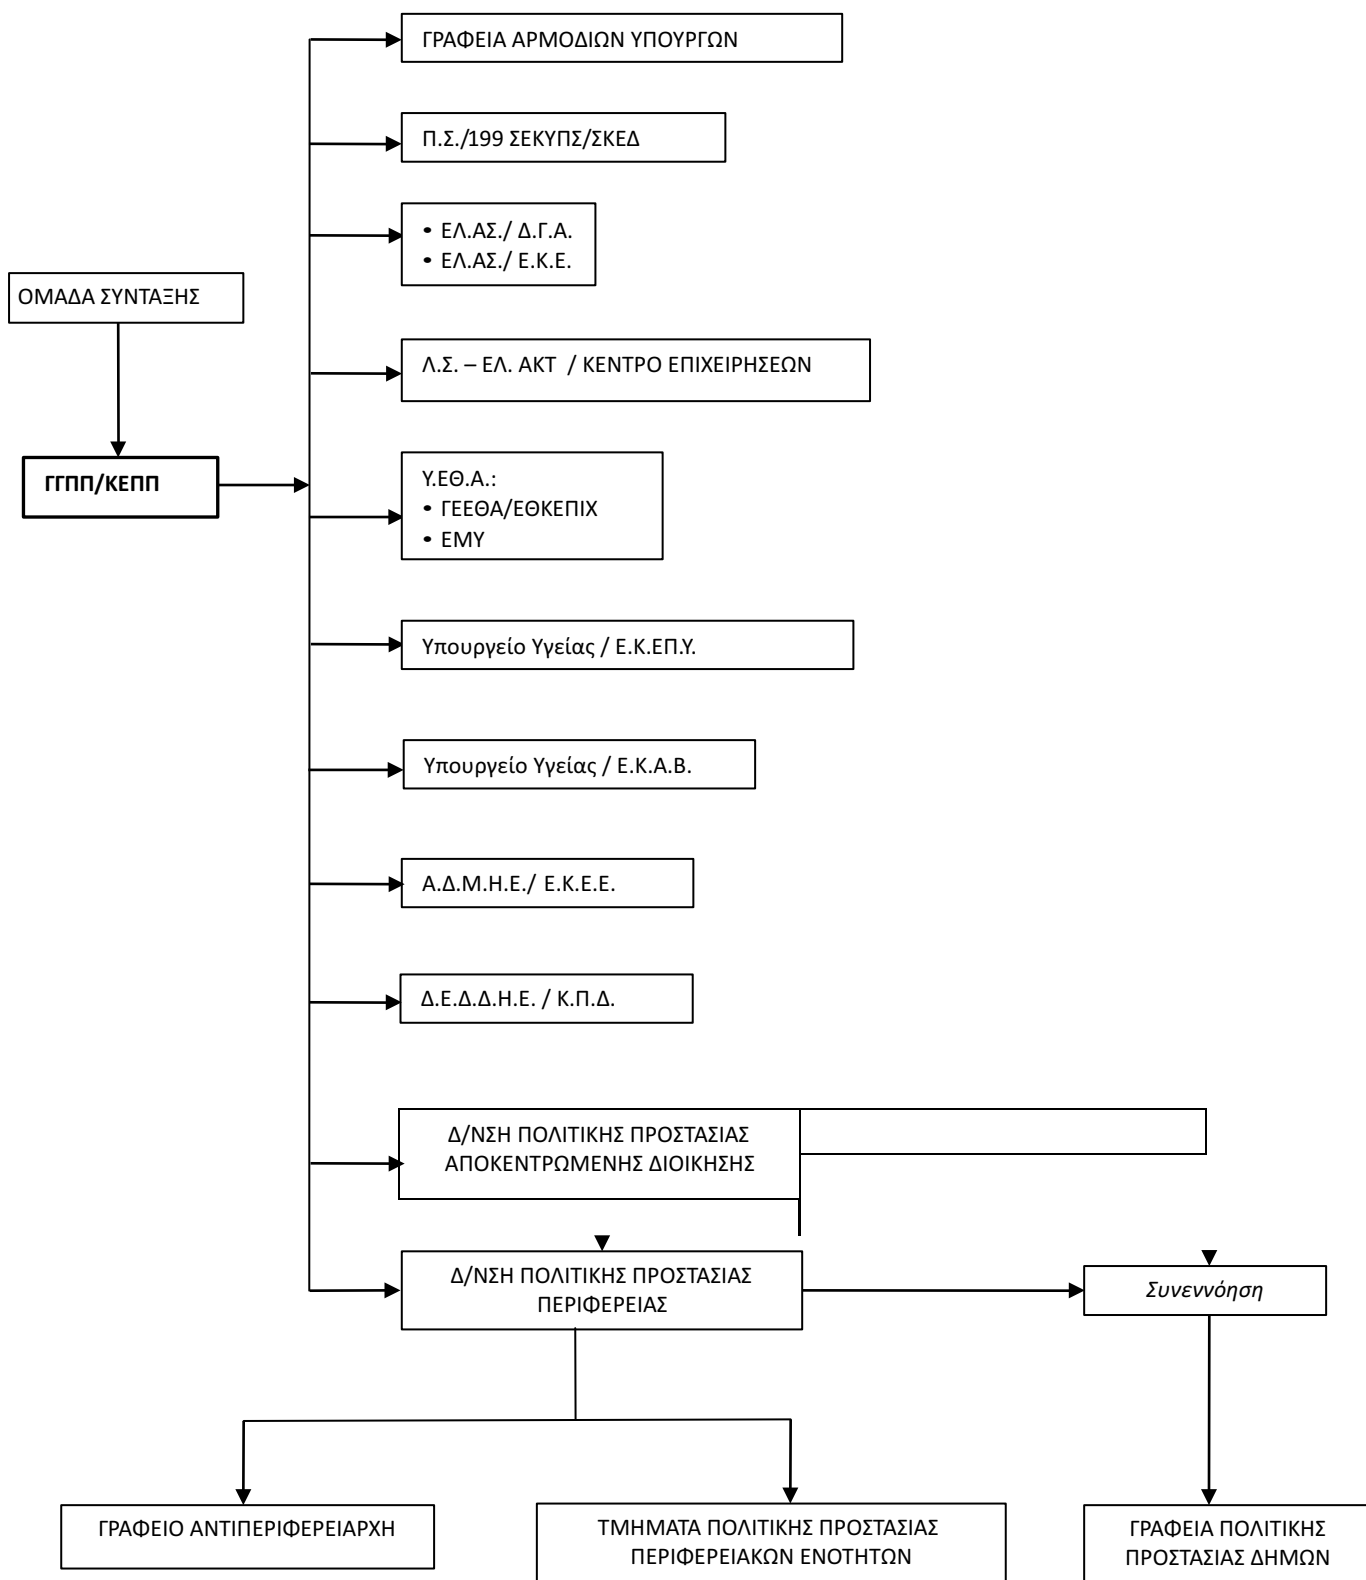 ΓΡΑΦΕΙΑ ΑΡΜΟΔΙΩΝ ΥΠΟΥΡΓΩΝ
Π.Σ./199 ΣΕΚΥΠΣ/ΣΚΕΔ
• ΕΛ.ΑΣ./ Δ.Γ.Α.
• ΕΛ.ΑΣ./ Ε.Κ.Ε.
ΟΜΑΔΑ ΣΥΝΤΑΞΗΣ
Λ.Σ. – ΕΛ. ΑΚΤ / ΚΕΝΤΡΟ ΕΠΙΧΕΙΡΗΣΕΩΝ
ΓΓΠΠ/ΚΕΠΠ
Υ.ΕΘ.Α.:
• ΓΕΕΘΑ/ΕΘΚΕΠΙΧ
• ΕΜΥ
Υπουργείο Υγείας / Ε.Κ.ΕΠ.Υ.
Υπουργείο Υγείας / Ε.Κ.Α.Β.
Α.Δ.Μ.Η.Ε./ Ε.Κ.Ε.Ε.
Δ.Ε.Δ.Δ.Η.Ε. / Κ.Π.Δ.
Δ/ΝΣΗ ΠΟΛΙΤΙΚΗΣ ΠΡΟΣΤΑΣΙΑΣ
ΑΠΟΚΕΝΤΡΩΜΕΝΗΣ ΔΙΟΙΚΗΣΗΣ
Δ/ΝΣΗ ΠΟΛΙΤΙΚΗΣ ΠΡΟΣΤΑΣΙΑΣ
ΠΕΡΙΦΕΡΕΙΑΣ
Συνεννόηση
ΓΡΑΦΕΙΟ ΑΝΤΙΠΕΡΙΦΕΡΕΙΑΡΧΗ
ΤΜΗΜΑΤΑ ΠΟΛΙΤΙΚΗΣ ΠΡΟΣΤΑΣΙΑΣ
ΠΕΡΙΦΕΡΕΙΑΚΩΝ ΕΝΟΤΗΤΩΝ
ΓΡΑΦΕΙΑ ΠΟΛΙΤΙΚΗΣ
ΠΡΟΣΤΑΣΙΑΣ ΔΗΜΩΝ